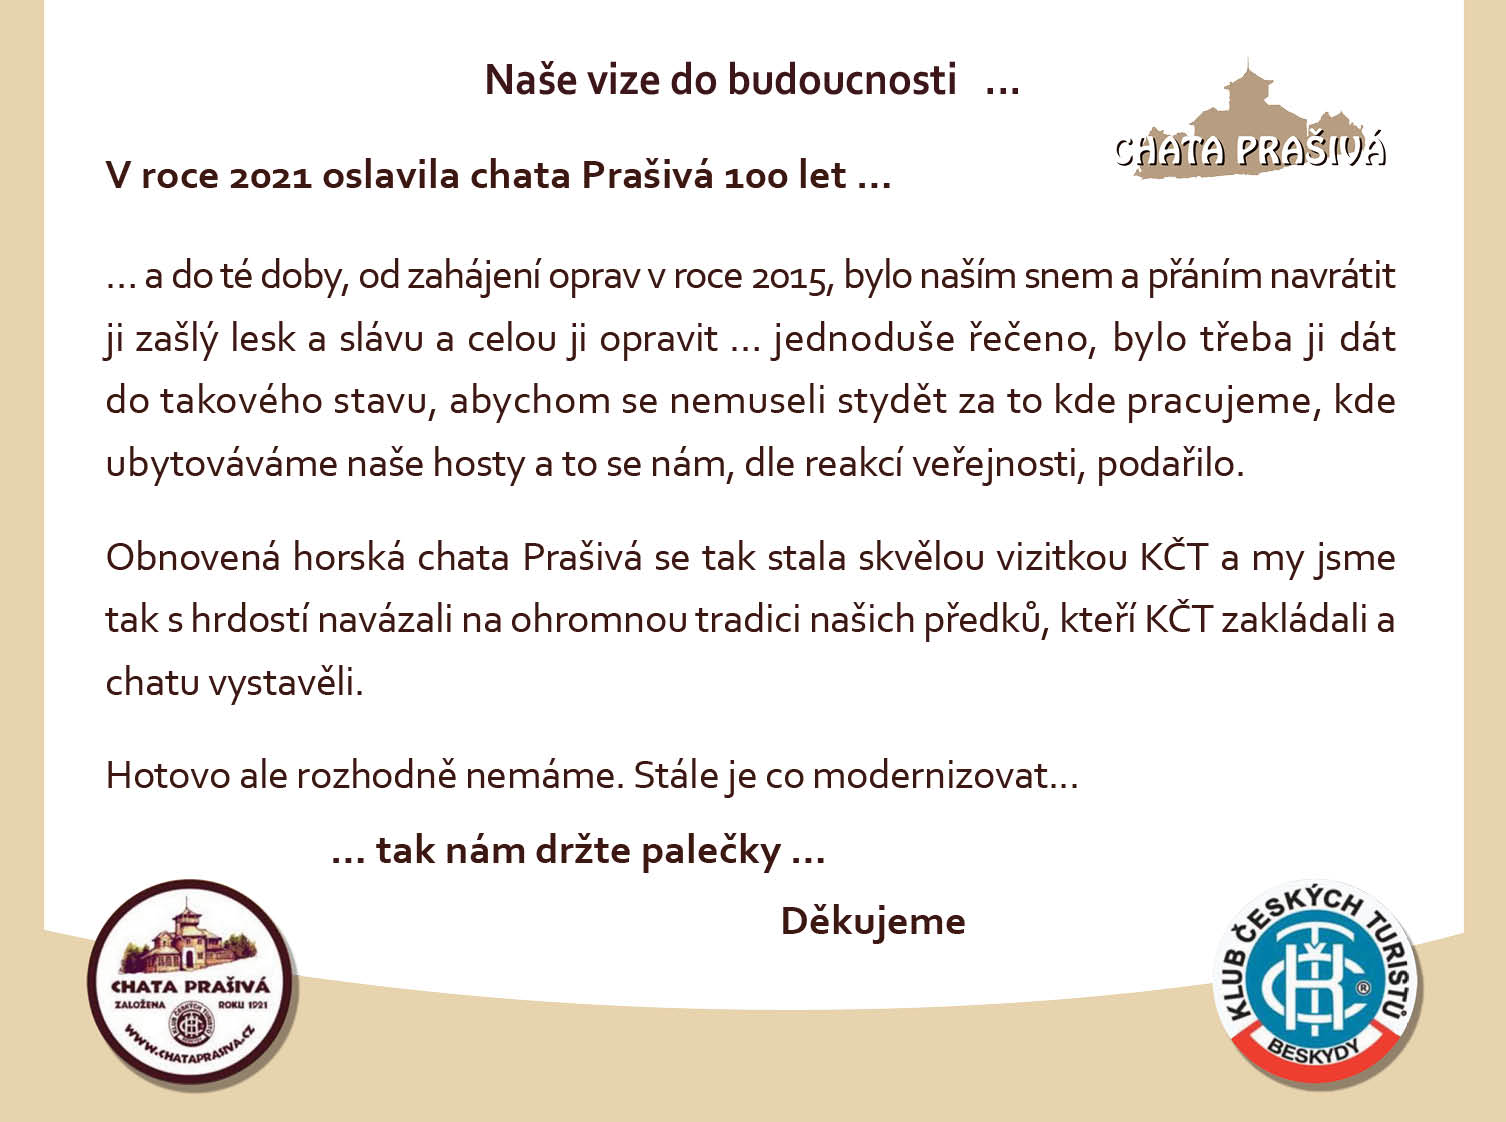 Naše vize do budoucnosti ...
CHATA PRAŠIVÁ
V roce 2021 oslavila chata Prašivá 100 let ...
... a do té doby, od zahájení oprav v roce 2015, bylo naším snem a přáním navrátit
ji zašlý lesk a slávu a celou ji opravit ... jednoduše řečeno, bylo třeba ji dát
do takového stavu, abychom se nemuseli stydět za to kde pracujeme, kde
ubytováváme naše hosty a to se nám, dle reakcí veřejnosti, podařilo.
Obnovená horská chata Prašivá se tak stala skvělou vizitkou KČT a my jsme
tak s hrdostí navázali na ohromnou tradici našich předků, kteří KČT zakládali a
chatu vystavěli.
Hotovo ale rozhodně nemáme. Stále je co modernizovat...
... tak nám držte palečky ...
Děkujeme
CHATA PRAŠIVÁ
ZALOŽENA ROKU 1921
KLUB ČESKÝCH TURISTŮ
WWW.CHATAPRASIVA.CZ
KLUB ČESKÝCH TURISTŮ
KČT ®
BESKYDY